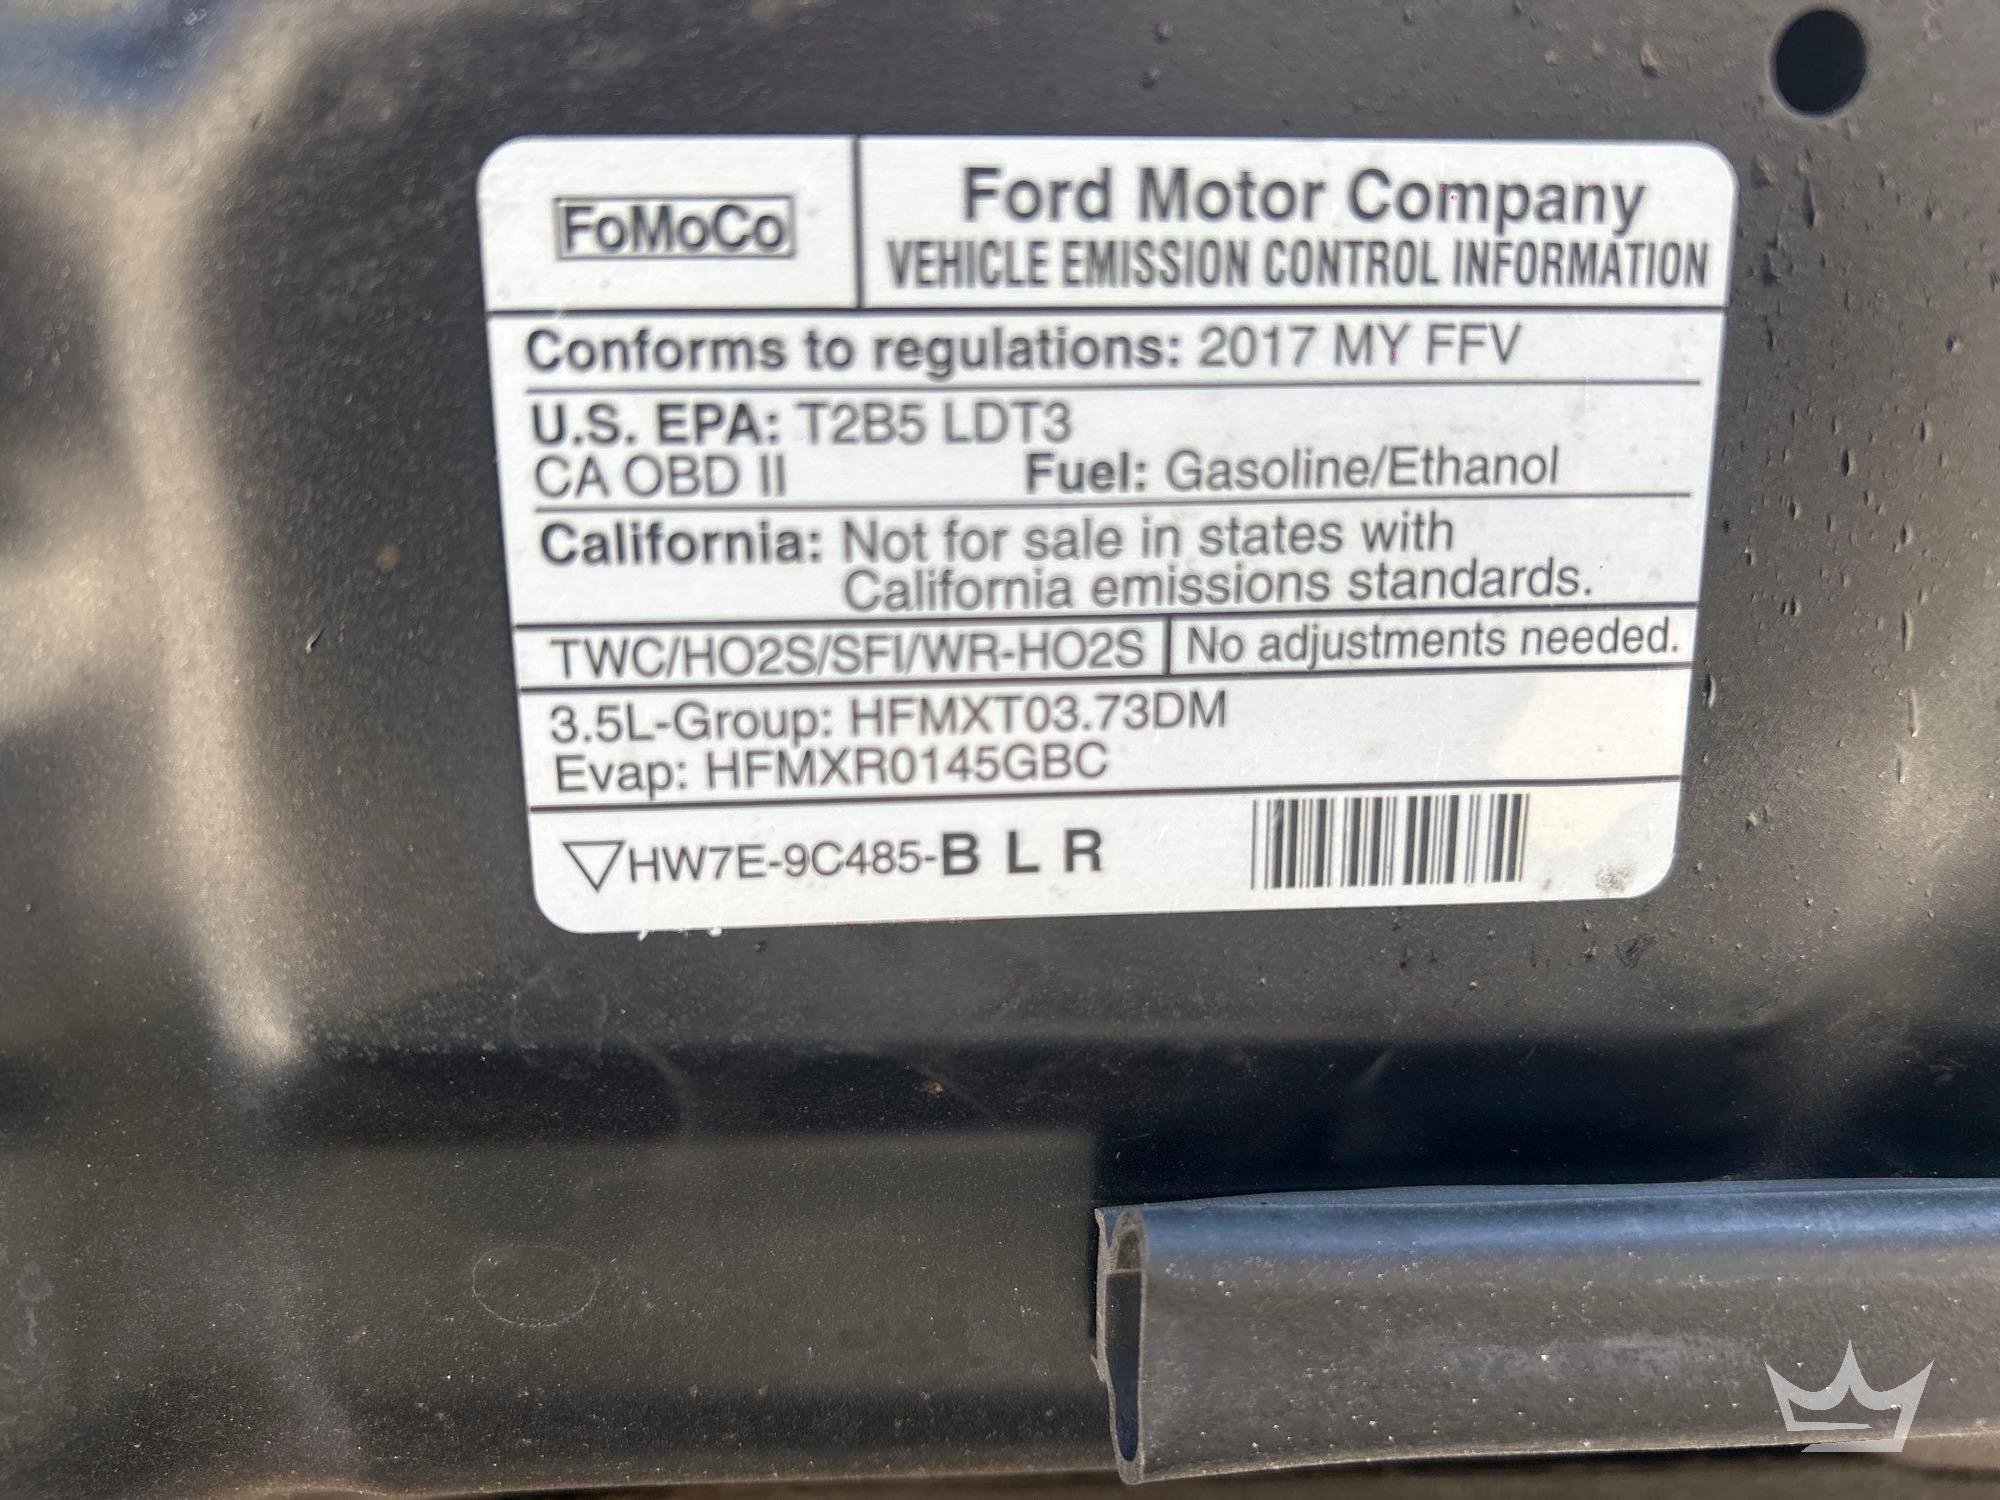 FoMoCo
Ford Motor Company
VEHICLE EMISSION CONTROL INFORMATION
Conforms to regulations: 2017 MY FFV
U.S. EPA: T2B5 LDT3
CA OBD II Fuel: Gasoline/Ethanol
California: Not for sale in states with
California emissions standards.
TWC/HO2S/SFI/WR-HO2S No adjustments needed.
3.5L-Group: HFMXT03.73DM
Evap: HFMXR0145GBC
HW7E-9C485-B L R